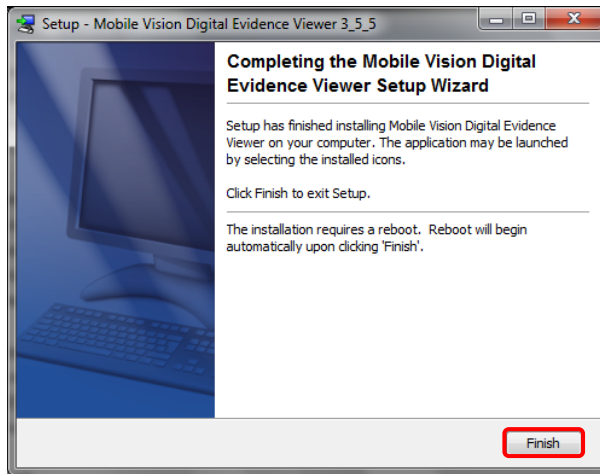 Setup - Mobile Vision Digital Evidence Viewer 3_5_5
Completing the Mobile Vision Digital
Evidence Viewer Setup Wizard
Setup has finished installing Mobile Vision Digital Evidence
Viewer on your computer. The application may be launched
by selecting the installed icons.
Click Finish to exit Setup.
The installation requires a reboot.  Reboot will begin
automatically upon clicking 'Finish'.
Finish